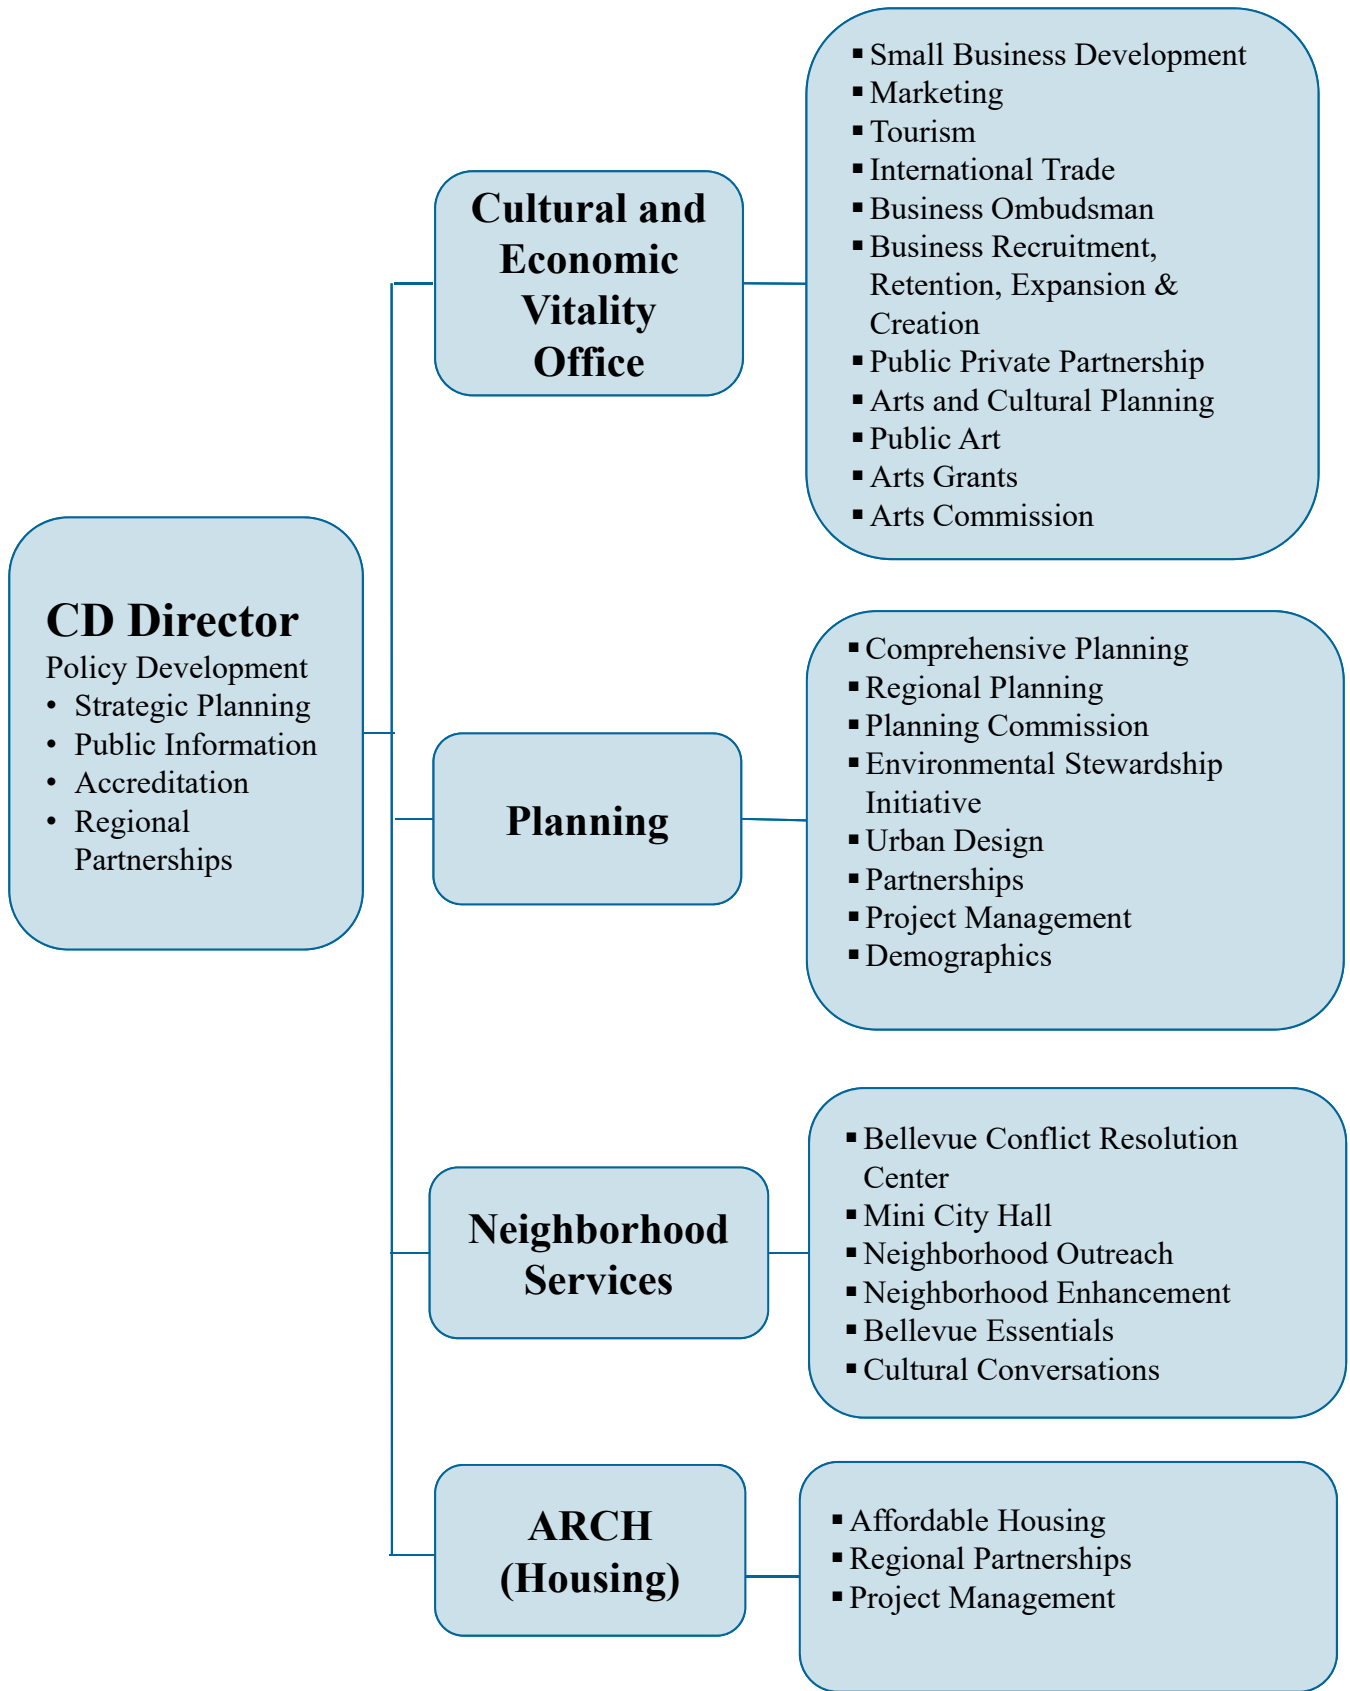 CD Director
Policy Development
• Strategic Planning
• Public Information
• Accreditation
• Regional
Partnerships
Cultural and
Economic
Vitality
Office
▪ Small Business Development
▪ Marketing
▪ Tourism
▪ International Trade
▪ Business Ombudsman
▪ Business Recruitment,
Retention, Expansion &
Creation
▪ Public Private Partnership
▪ Arts and Cultural Planning
▪ Public Art
▪ Arts Grants
▪ Arts Commission
Planning
▪ Comprehensive Planning
▪ Regional Planning
▪ Planning Commission
▪ Environmental Stewardship
Initiative
▪ Urban Design
▪ Partnerships
▪ Project Management
▪ Demographics
Neighborhood
Services
▪ Bellevue Conflict Resolution
Center
▪ Mini City Hall
▪ Neighborhood Outreach
▪ Neighborhood Enhancement
▪ Bellevue Essentials
▪ Cultural Conversations
ARCH
(Housing)
▪ Affordable Housing
▪ Regional Partnerships
▪ Project Management